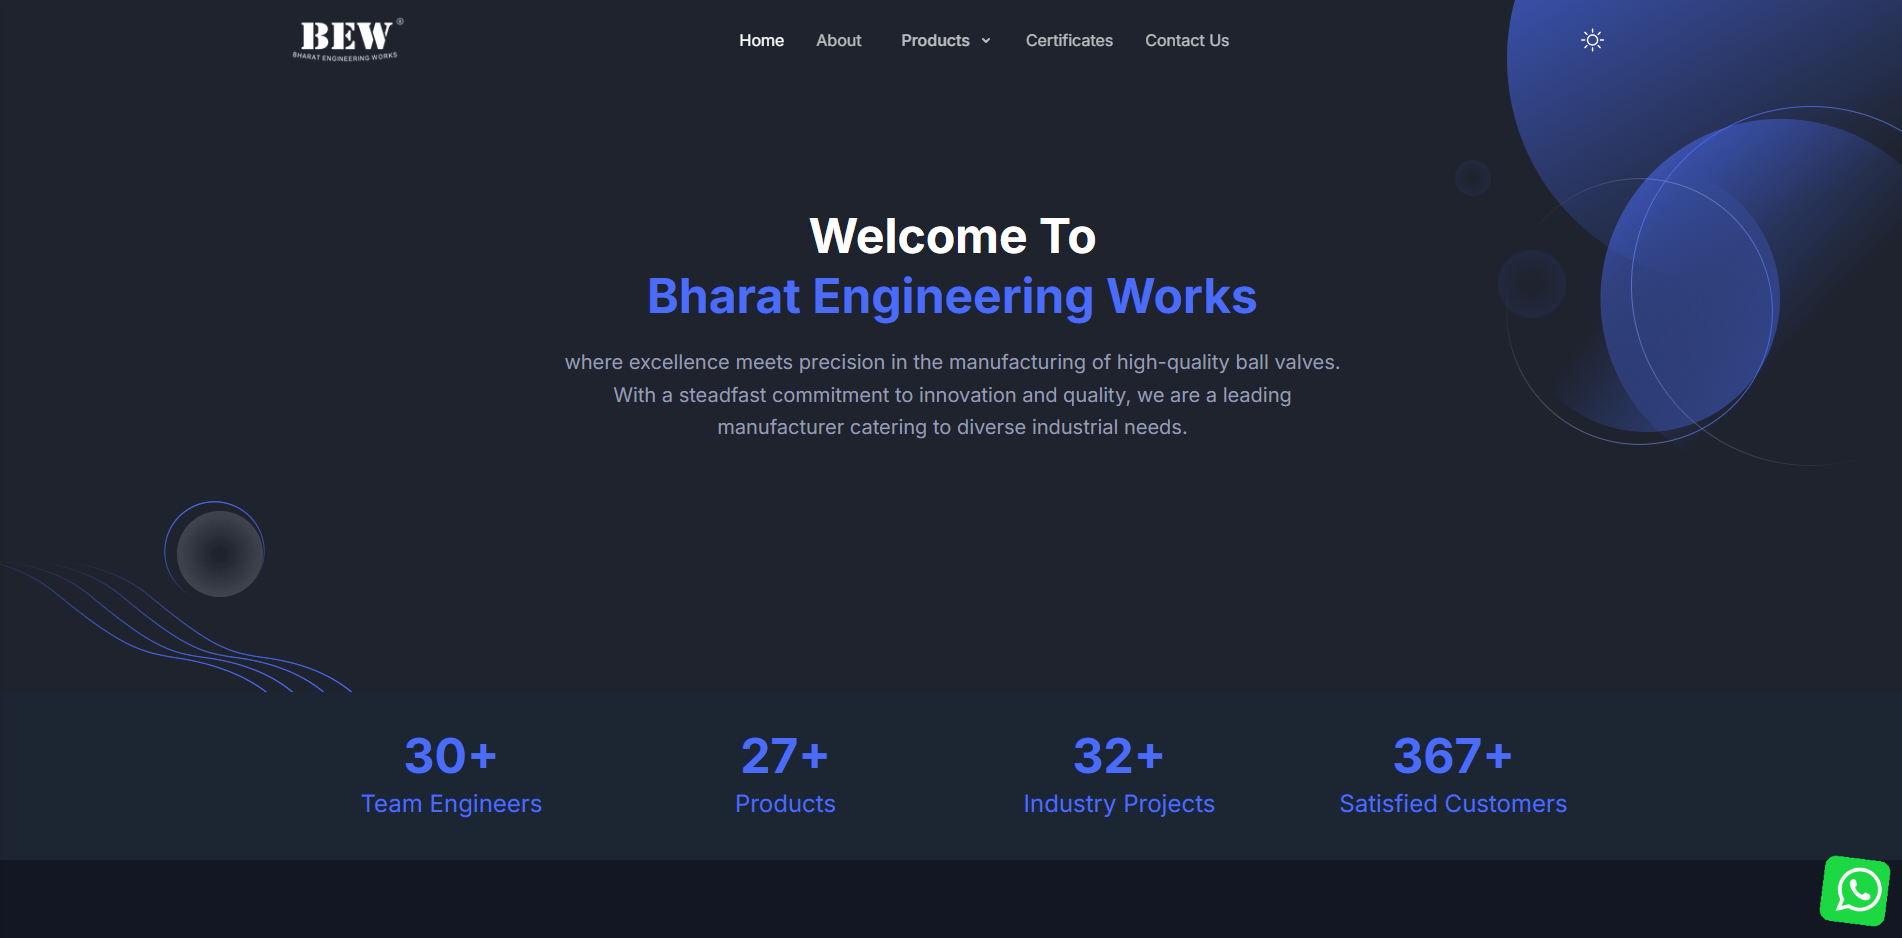 BEW ®
BHARAT ENGINEERING WORKS
Home About Products Certificates Contact Us
Welcome To
Bharat Engineering Works
where excellence meets precision in the manufacturing of high-quality ball valves.
With a steadfast commitment to innovation and quality, we are a leading
manufacturer catering to diverse industrial needs.
30+ 27+ 32+ 367+
Team Engineers Products Industry Projects Satisfied Customers